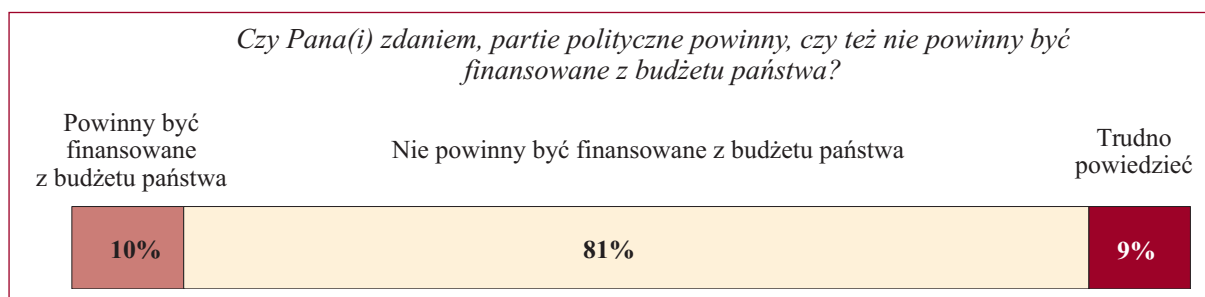 Czy Pana(i) zdaniem, partie polityczne powinny, czy też nie powinny być
finansowane z budżetu państwa?
Powinny być
finansowane
z budżetu państwa
Nie powinny być finansowane z budżetu państwa
Trudno
powiedzieć
10%
81%
9%